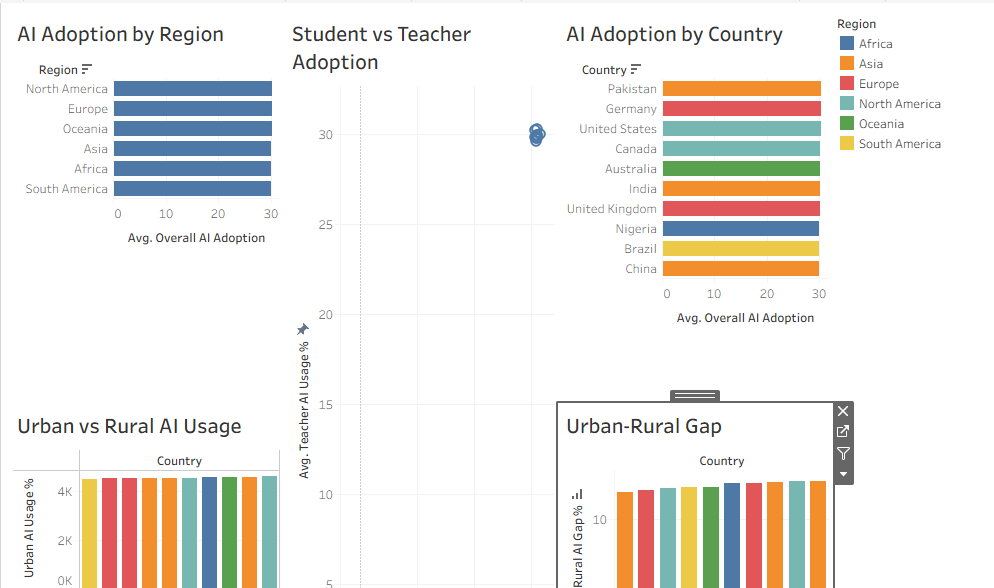 AI Adoption by Region
Region
North America
Europe
Oceania
Asia
Africa
South America
0 10 20 30
Avg. Overall AI Adoption
Student vs Teacher
Adoption
30
25
20
15
10
5
Avg. Teacher AI Usage %
AI Adoption by Country
Country
Pakistan
Germany
United States
Canada
Australia
India
United Kingdom
Nigeria
Brazil
China
0 10 20 30
Avg. Overall AI Adoption
Region
Africa
Asia
Europe
North America
Oceania
South America
Urban vs Rural AI Usage
Country
4K
2K
0K
Urban AI Usage %
Urban-Rural Gap
Country
10
Rural AI Gap %